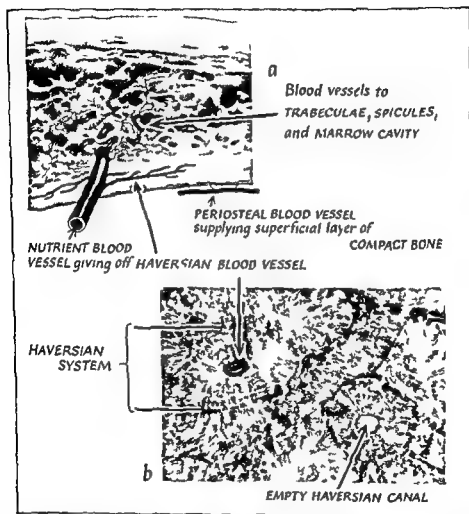 a
Blood vessels to
TRABECULAE, SPICULES,
and MARROW CAVITY
PERIOSTEAL BLOOD VESSEL
supplying superficial layer of
COMPACT BONE
NUTRIENT BLOOD
VESSEL giving off HAVERSIAN BLOOD VESSEL
HAVERSIAN
SYSTEM
b
EMPTY HAVERSIAN CANAL